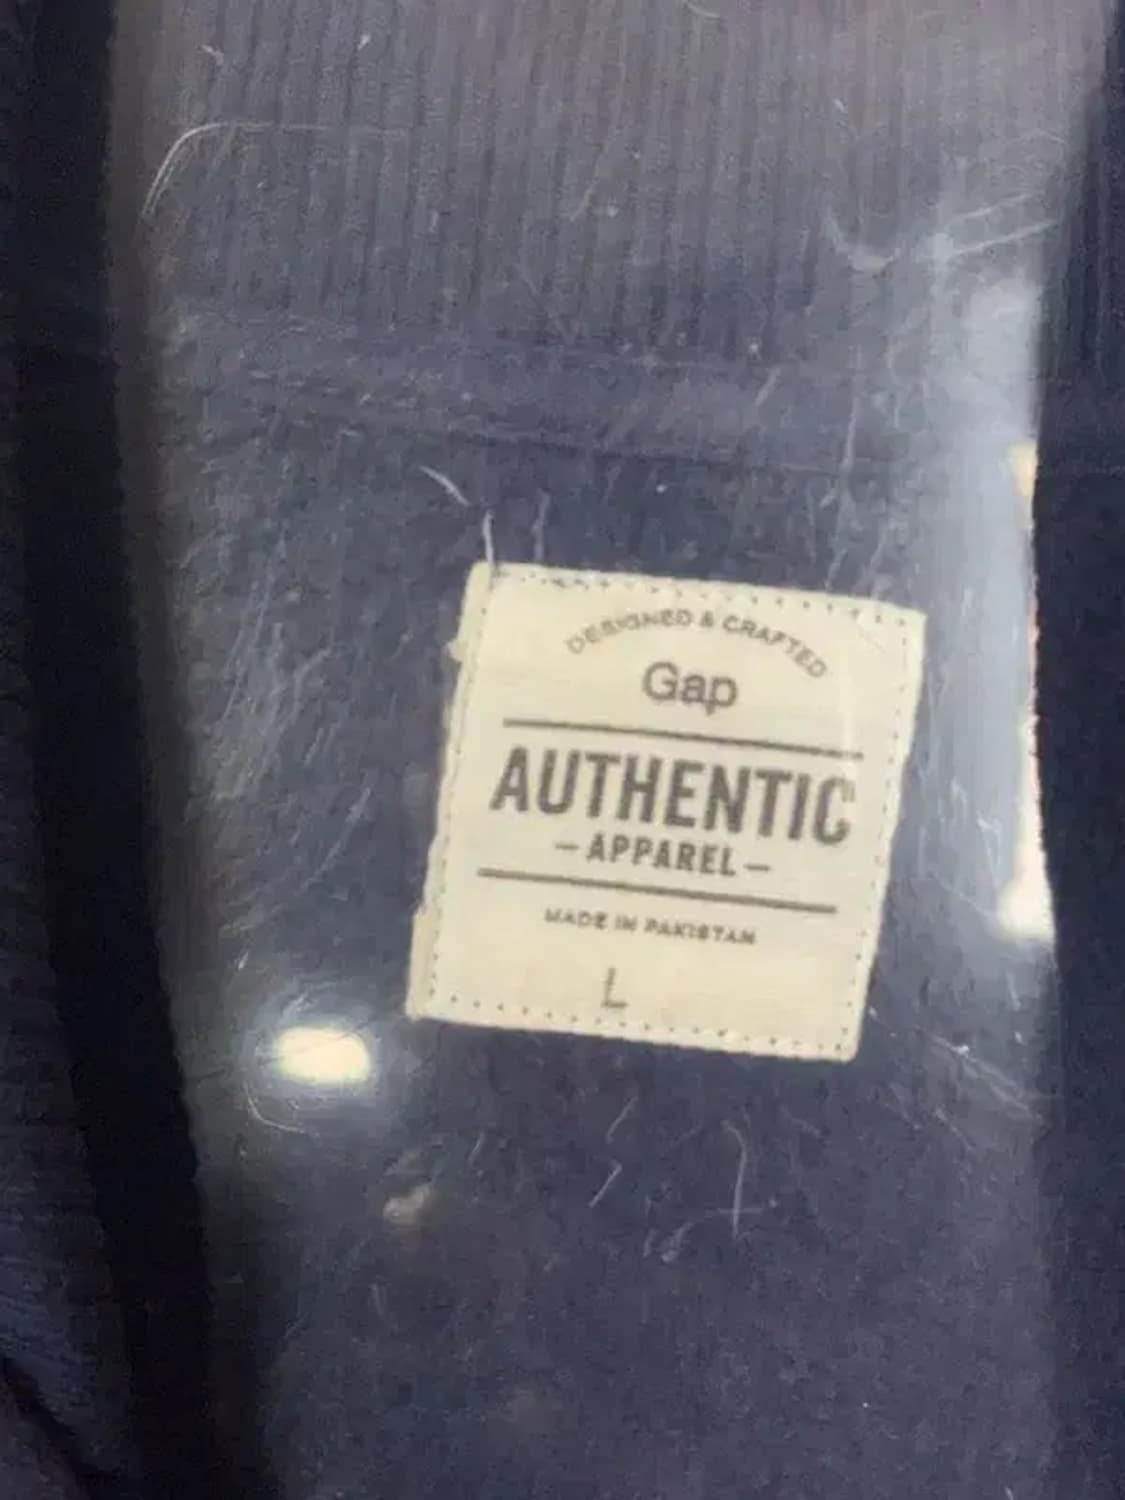 DESIGNED & CRAFTED
Gap
AUTHENTIC
– APPAREL –
MADE IN PAKISTAN
L